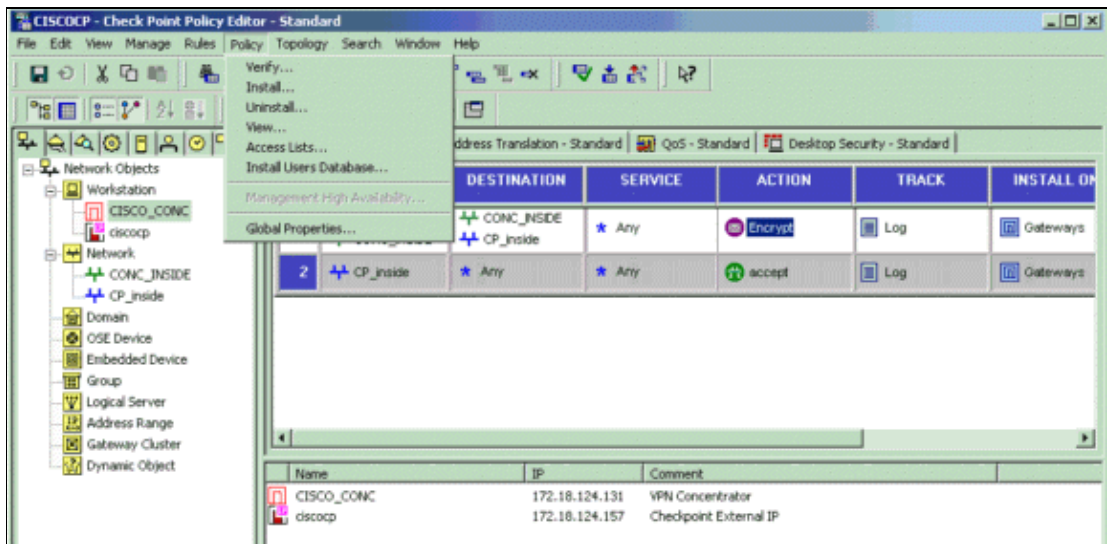 CISCOCP - Check Point Policy Editor - Standard
File Edit View Manage Rules Policy Topology Search Window Help
Verify...
Install...
Uninstall...
View...
Access Lists...
Install Users Database...
Management High Availability...
Global Properties...
ddress Translation - Standard QoS - Standard Desktop Security - Standard
Network Objects
Workstation
CISCO_CONC
ciscocp
Network
CONC_INSIDE
CP_inside
Domain
OSE Device
Embedded Device
Group
Logical Server
Address Range
Gateway Cluster
Dynamic Object
DESTINATION SERVICE ACTION TRACK INSTALL ON
CONC_INSIDE
CP_inside
Any Encrypt Log Gateways
2 CP_inside Any Any accept Log Gateways
Name IP Comment
CISCO_CONC 172.18.124.131 VPN Concentrator
ciscocp 172.18.124.157 Checkpoint External IP